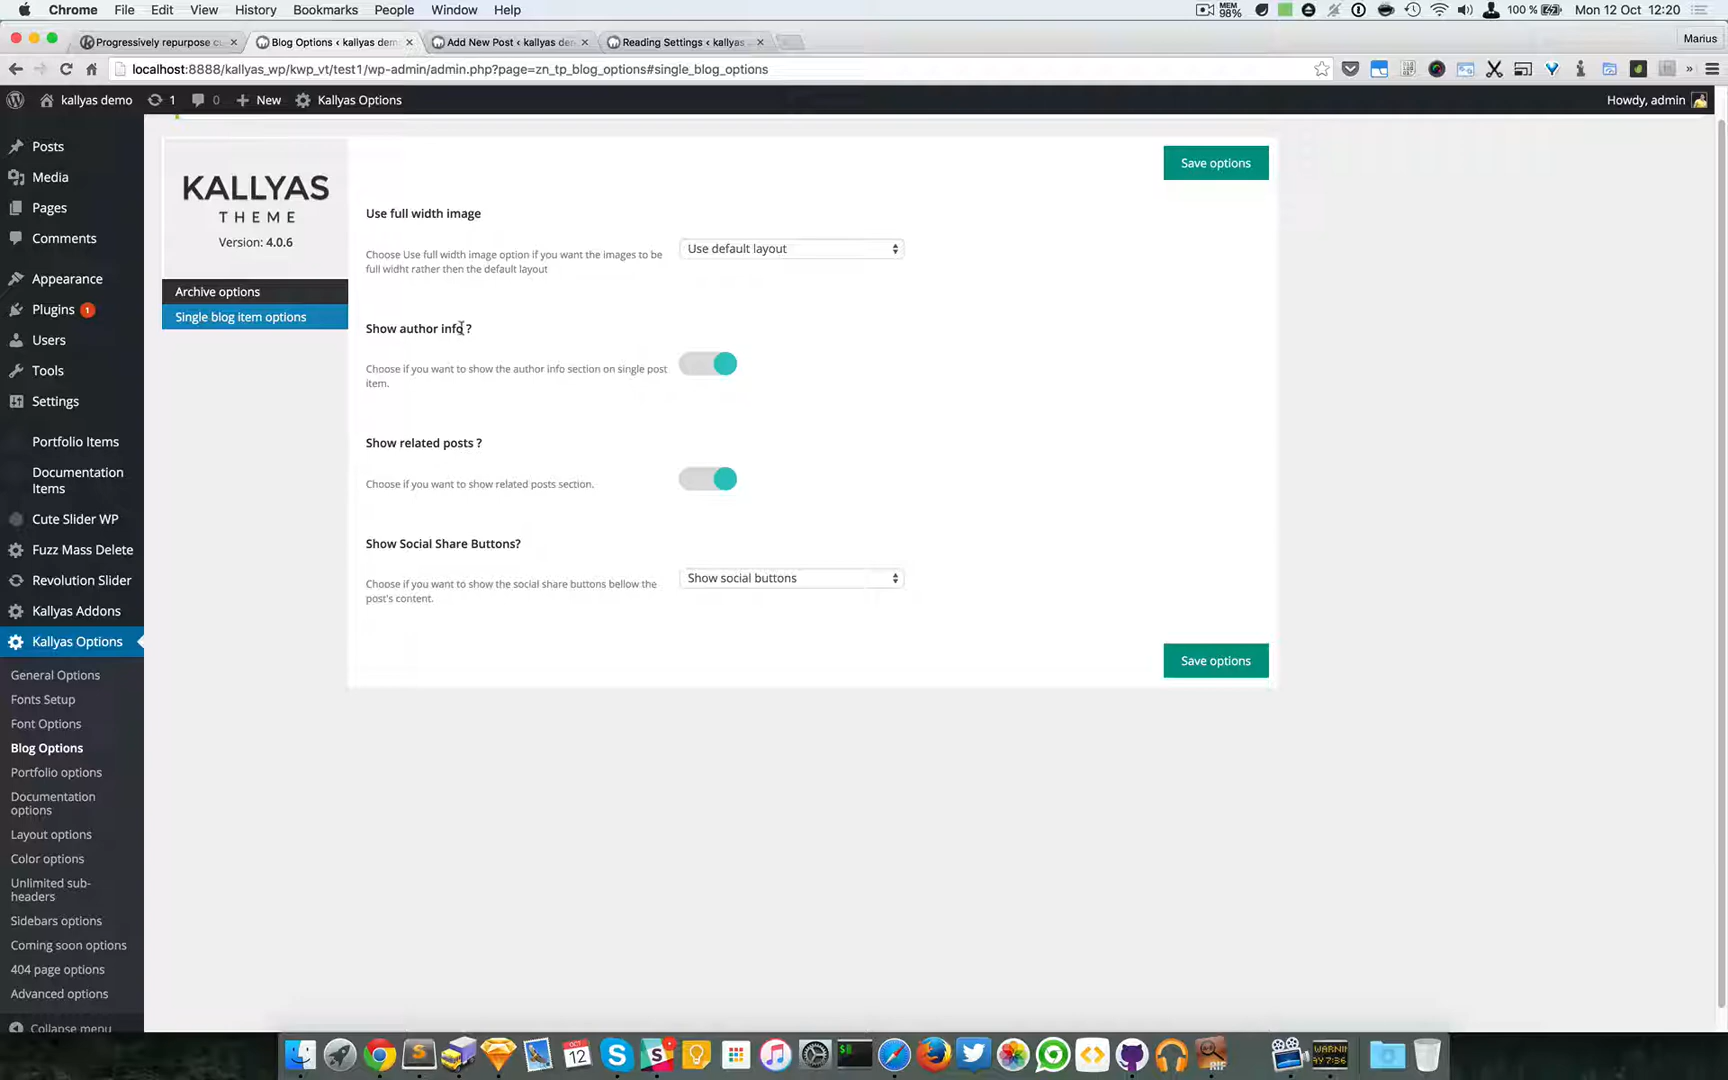 Chrome File Edit View History Bookmarks People Window Help
MEM 98% 100 % Mon 12 Oct 12:20
Progressively repurpose c
Blog Options ‹ kallyas dem
Add New Post ‹ kallyas de
Reading Settings ‹ kallyas
Marius
localhost:8888/kallyas_wp/kwp_vt/test1/wp-admin/admin.php?page=zn_tp_blog_options#single_blog_options
kallyas demo 1 0 + New Kallyas Options
Howdy, admin
Posts
Media
Pages
Comments
Appearance
Plugins 1
Users
Tools
Settings
Portfolio Items
Documentation
Items
Cute Slider WP
Fuzz Mass Delete
Revolution Slider
Kallyas Addons
Kallyas Options
General Options
Fonts Setup
Font Options
Blog Options
Portfolio options
Documentation
options
Layout options
Color options
Unlimited sub-
headers
Sidebars options
Coming soon options
404 page options
Advanced options
Collapse menu
KALLYAS
THEME
Version: 4.0.6
Archive options
Single blog item options
Save options
Use full width image
Choose Use full width image option if you want the images to be
full widht rather then the default layout
Use default layout
Show author info ?
Choose if you want to show the author info section on single post
item.
Show related posts ?
Choose if you want to show related posts section.
Show Social Share Buttons?
Choose if you want to show the social share buttons bellow the
post's content.
Show social buttons
Save options
OCT
12
RIF